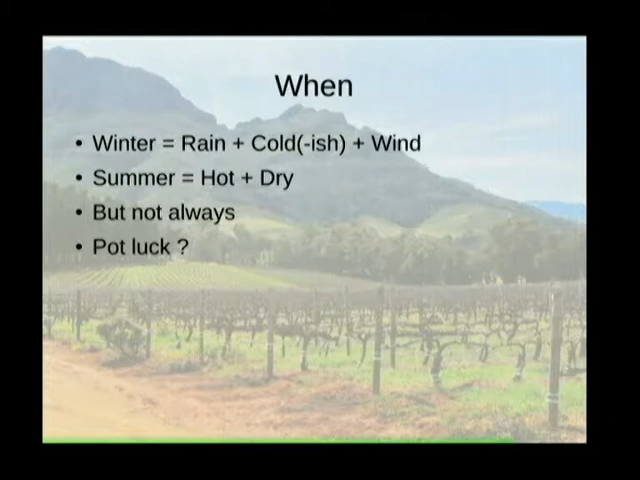 When
• Winter = Rain + Cold(-ish) + Wind
• Summer = Hot + Dry
• But not always
• Pot luck ?